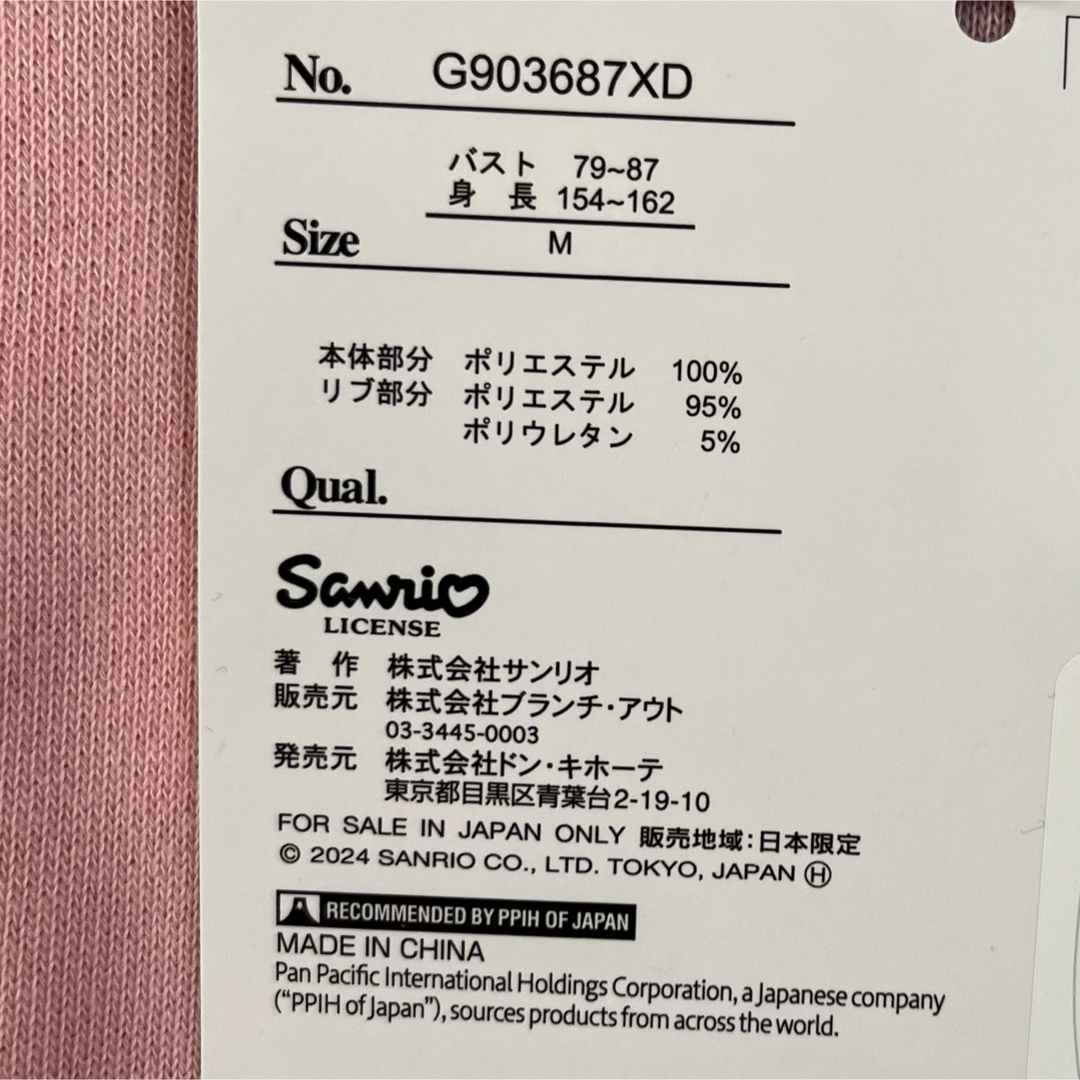 No. G903687XD
バスト 79~87
身 長 154~162
Size M
本体部分 ポリエステル 100%
リブ部分 ポリエステル 95%
ポリウレタン 5%
Qual.
Sanrio
LICENSE
著 作 株式会社サンリオ
販売元 株式会社ブランチ・アウト
03-3445-0003
発売元 株式会社ドン・キホーテ
東京都目黒区青葉台2-19-10
FOR SALE IN JAPAN ONLY 販売地域:日本限定
© 2024 SANRIO CO., LTD. TOKYO, JAPAN Ⓗ
RECOMMENDED BY PPIH OF JAPAN
MADE IN CHINA
Pan Pacific International Holdings Corporation, a Japanese company
(“PPIH of Japan”), sources products from across the world.